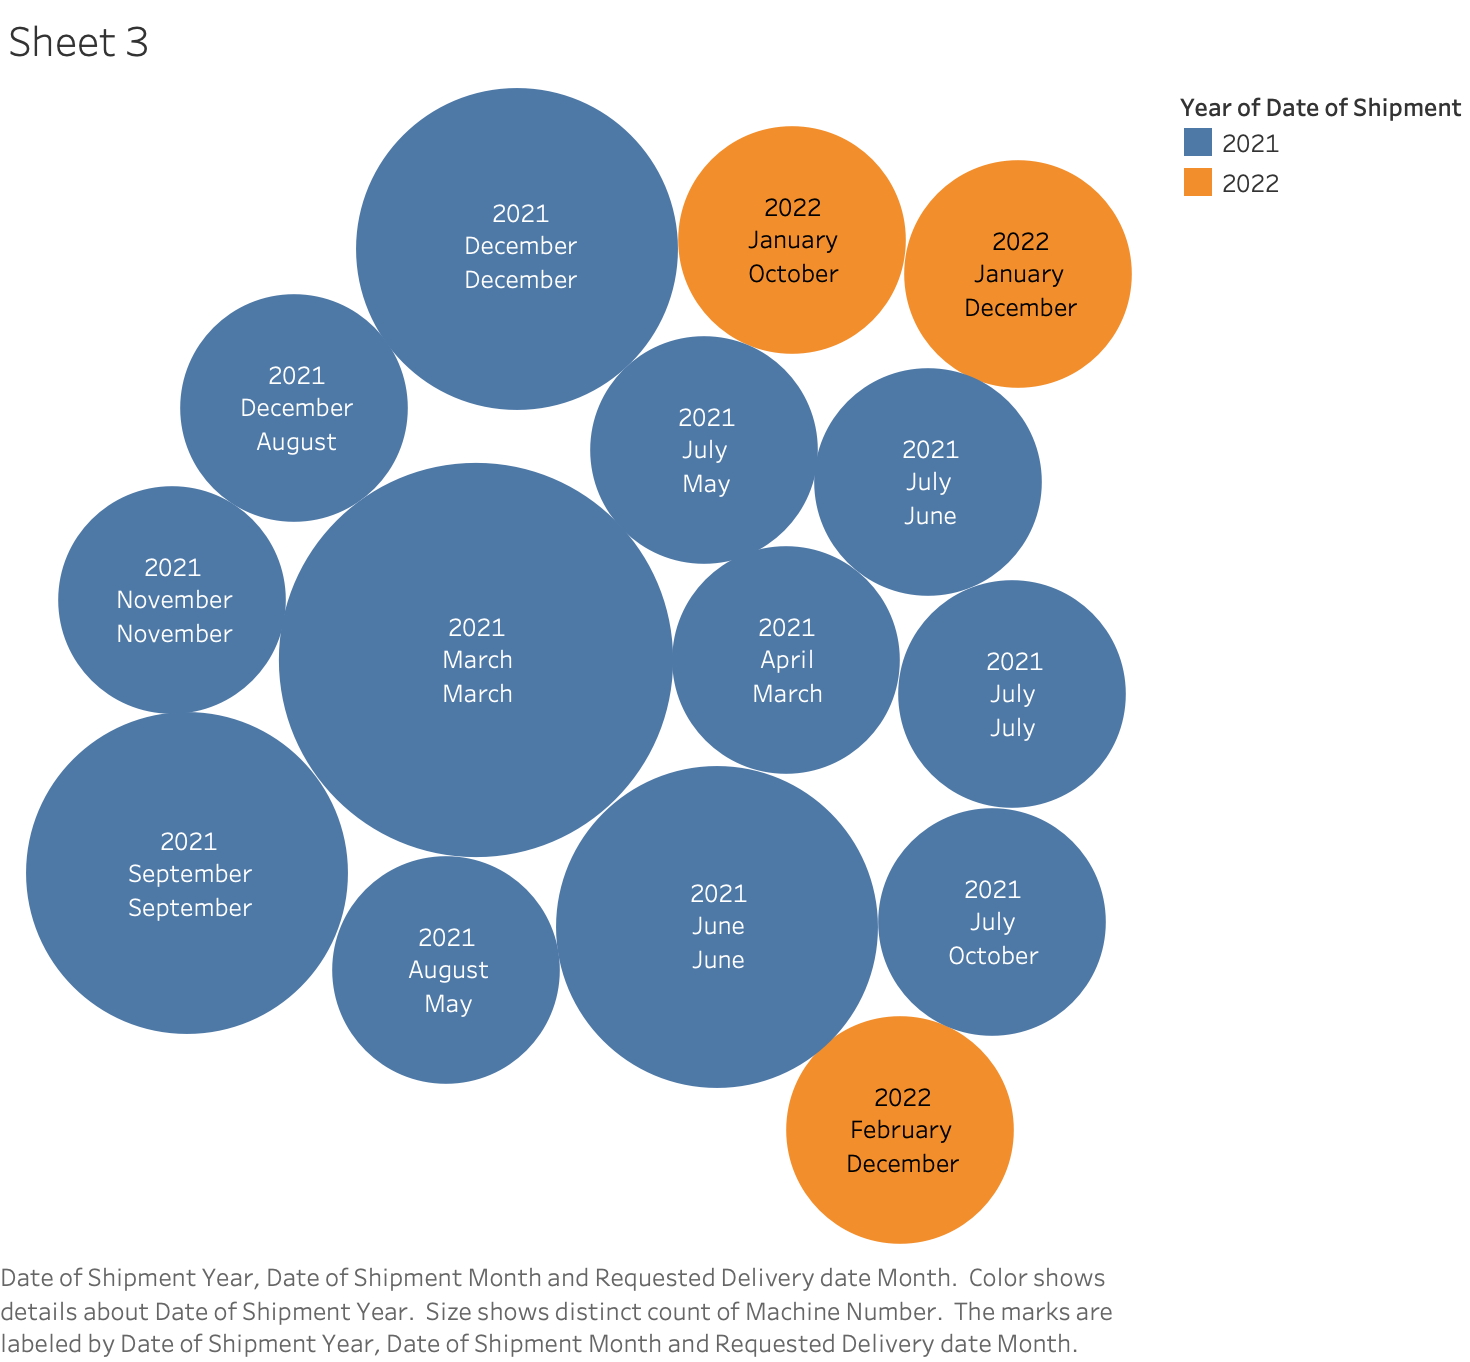 Sheet 3
Year of Date of Shipment
2021
2022
2021
December
December
2022
January
October
2022
January
December
2021
December
August
2021
July
May
2021
July
June
2021
November
November
2021
March
March
2021
April
March
2021
July
July
2021
September
September
2021
August
May
2021
June
June
2021
July
October
2022
February
December
Date of Shipment Year, Date of Shipment Month and Requested Delivery date Month.  Color shows
details about Date of Shipment Year.  Size shows distinct count of Machine Number.  The marks are
labeled by Date of Shipment Year, Date of Shipment Month and Requested Delivery date Month.